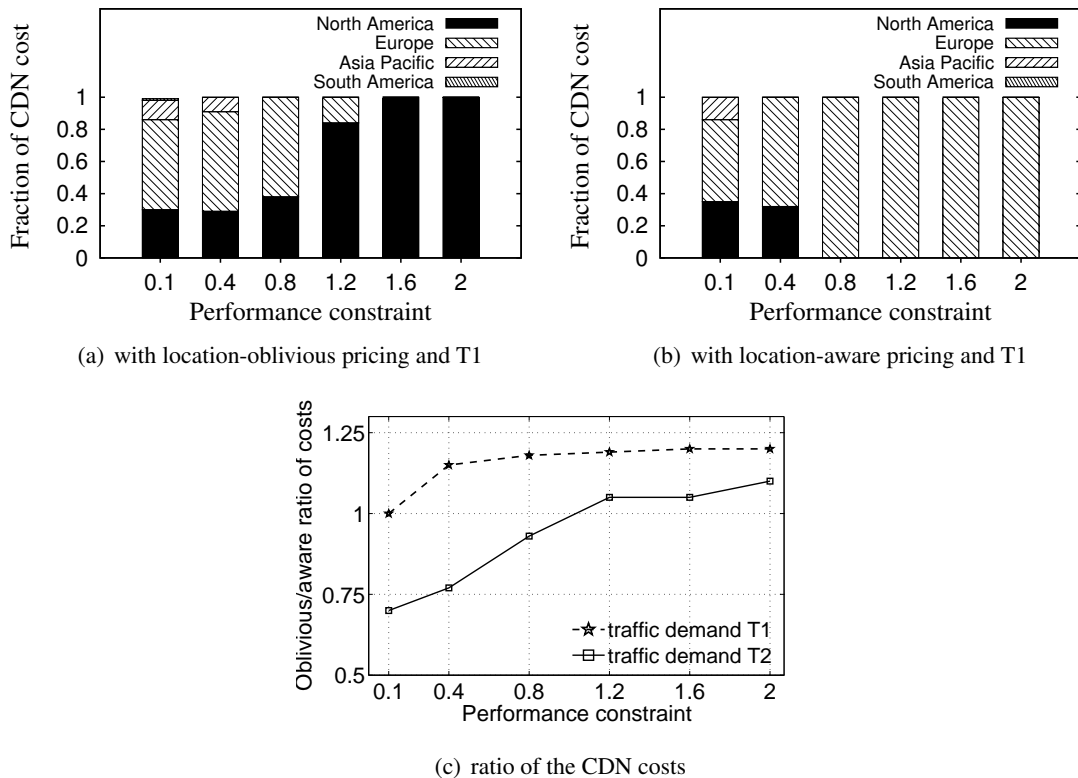 North America
Europe
Asia Pacific
South America
Fraction of CDN cost
1
0.8
0.6
0.4
0.2
0
0.1 0.4 0.8 1.2 1.6 2
Performance constraint
(a) with location-oblivious pricing and T1
North America
Europe
Asia Pacific
South America
Fraction of CDN cost
1
0.8
0.6
0.4
0.2
0
0.1 0.4 0.8 1.2 1.6 2
Performance constraint
(b) with location-aware pricing and T1
Oblivious/aware ratio of costs
1.25
1
0.75
0.5
traffic demand T1
traffic demand T2
0.1 0.4 0.8 1.2 1.6 2
Performance constraint
(c) ratio of the CDN costs